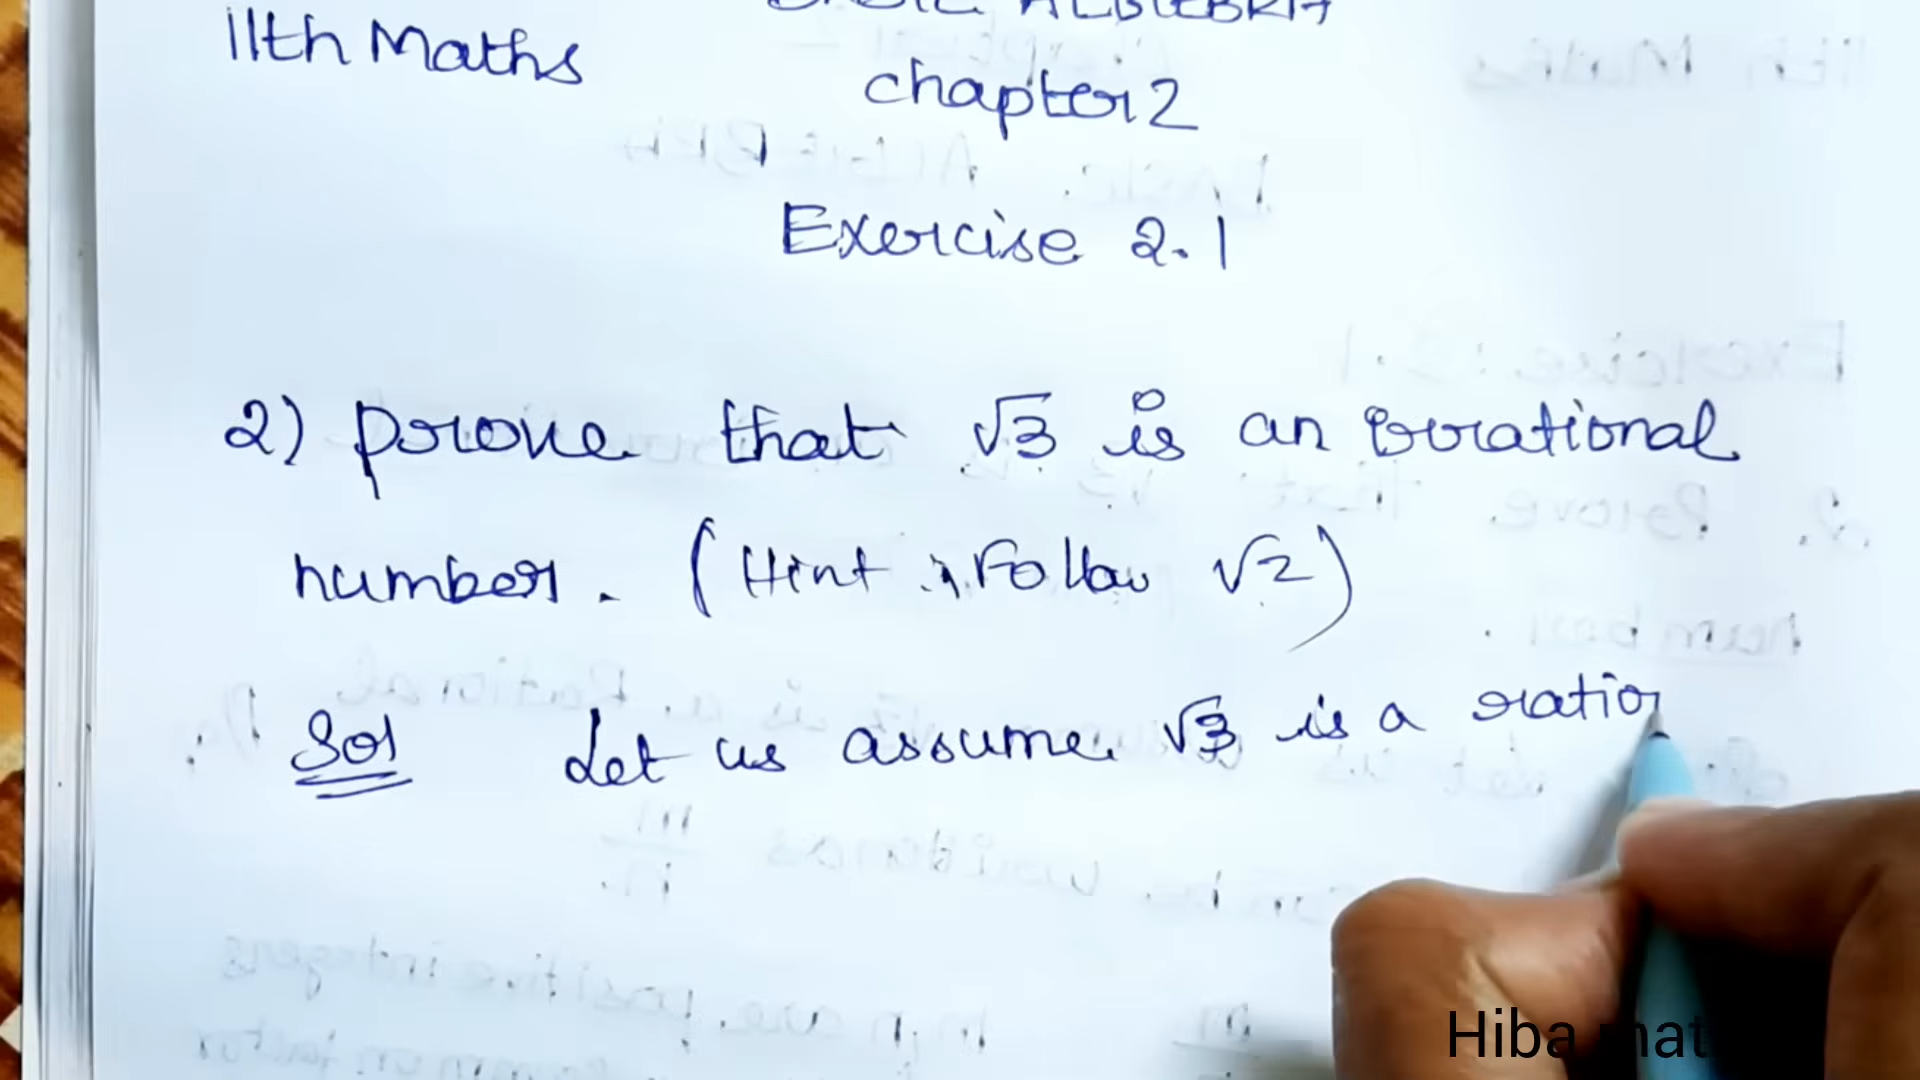 11th Maths
chapter 2
Exercise 2.1
2) prove that √3 is an irrational
number. (Hint : Follow √2)
Sol Let us assume √3 is a ratio
Hiba mat